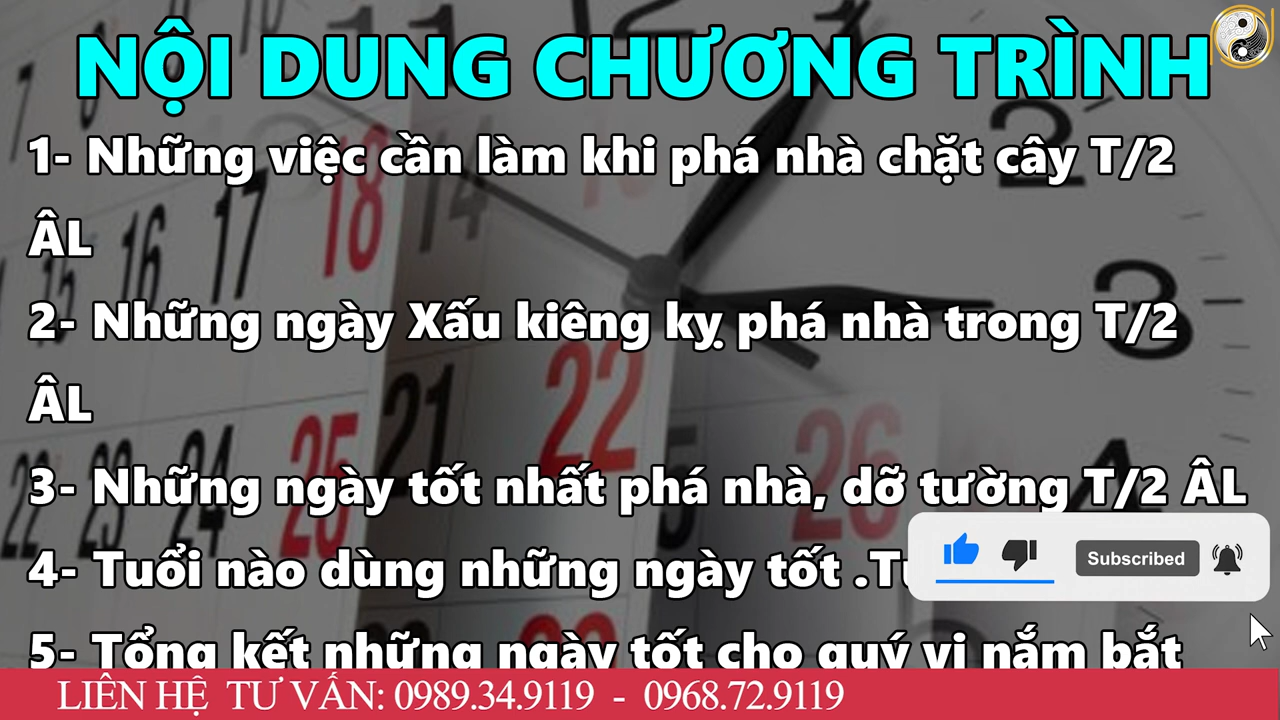 NỘI DUNG CHƯƠNG TRÌNH
1- Những việc cần làm khi phá nhà chặt cây T/2
ÂL
2- Những ngày Xấu kiêng kỵ phá nhà trong T/2
ÂL
3- Những ngày tốt nhất phá nhà, dỡ tường T/2 ÂL
4- Tuổi nào dùng những ngày tốt .
Subscribed
5- Tổng kết những ngày tốt cho quý vị nắm bắt
LIÊN HỆ TƯ VẤN: 0989.34.9119 - 0968.72.9119